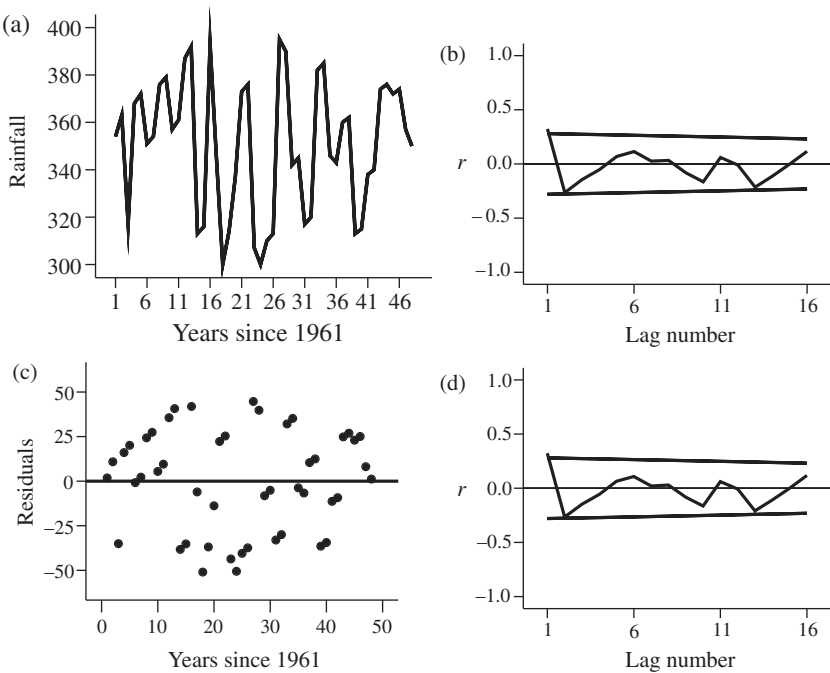 (a)
Rainfall
400
380
360
340
320
300
1 6 11 16 21 26 31 36 41 46
Years since 1961
(b)
r
1.0
0.5
0.0
−0.5
−1.0
1 6 11 16
Lag number
(c)
Residuals
50
25
0
−25
−50
0 10 20 30 40 50
Years since 1961
(d)
r
1.0
0.5
0.0
−0.5
−1.0
1 6 11 16
Lag number